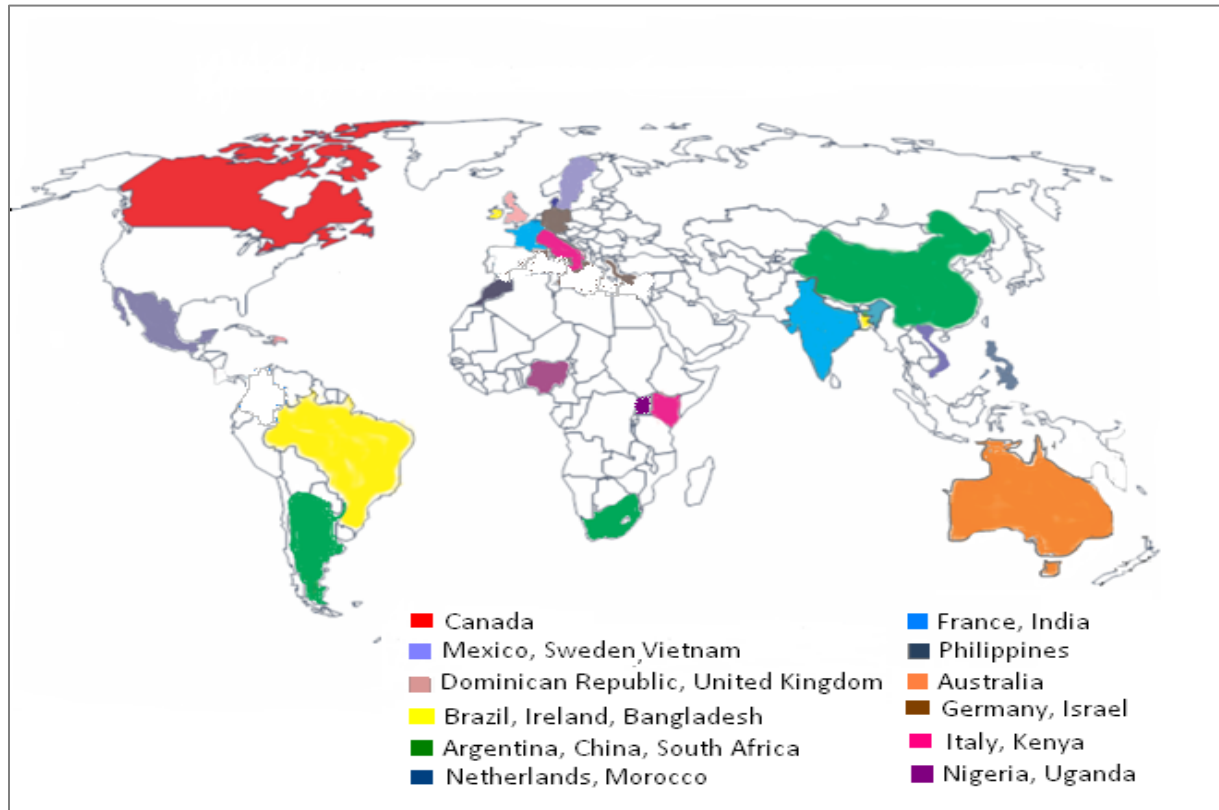 Canada
Mexico, Sweden,Vietnam
Dominican Republic, United Kingdom
Brazil, Ireland, Bangladesh
Argentina, China, South Africa
Netherlands, Morocco
France, India
Philippines
Australia
Germany, Israel
Italy, Kenya
Nigeria, Uganda